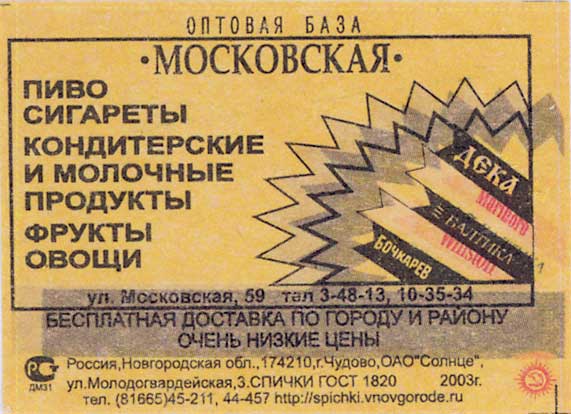 ОПТОВАЯ БАЗА
·МОСКОВСКАЯ·
ПИВО
СИГАРЕТЫ
КОНДИТЕРСКИЕ
И МОЛОЧНЫЕ
ПРОДУКТЫ
ФРУКТЫ
ОВОЩИ
ДЕКА
Marlboro
БАЛТИКА
Winston
БОЧКАРЕВ
ул. Московская, 59 тел 3-48-13, 10-35-34
БЕСПЛАТНАЯ ДОСТАВКА ПО ГОРОДУ И РАЙОНУ
ОЧЕНЬ НИЗКИЕ ЦЕНЫ
Россия,Новгородская обл.,174210,г.Чудово,ОАО"Солнце",
ул.Молодогвардейская,3.СПИЧКИ ГОСТ 1820 2003г.
тел. (81665)45-211, 44-457 http://spichki.vnovgorode.ru
РСТ
ДМ31